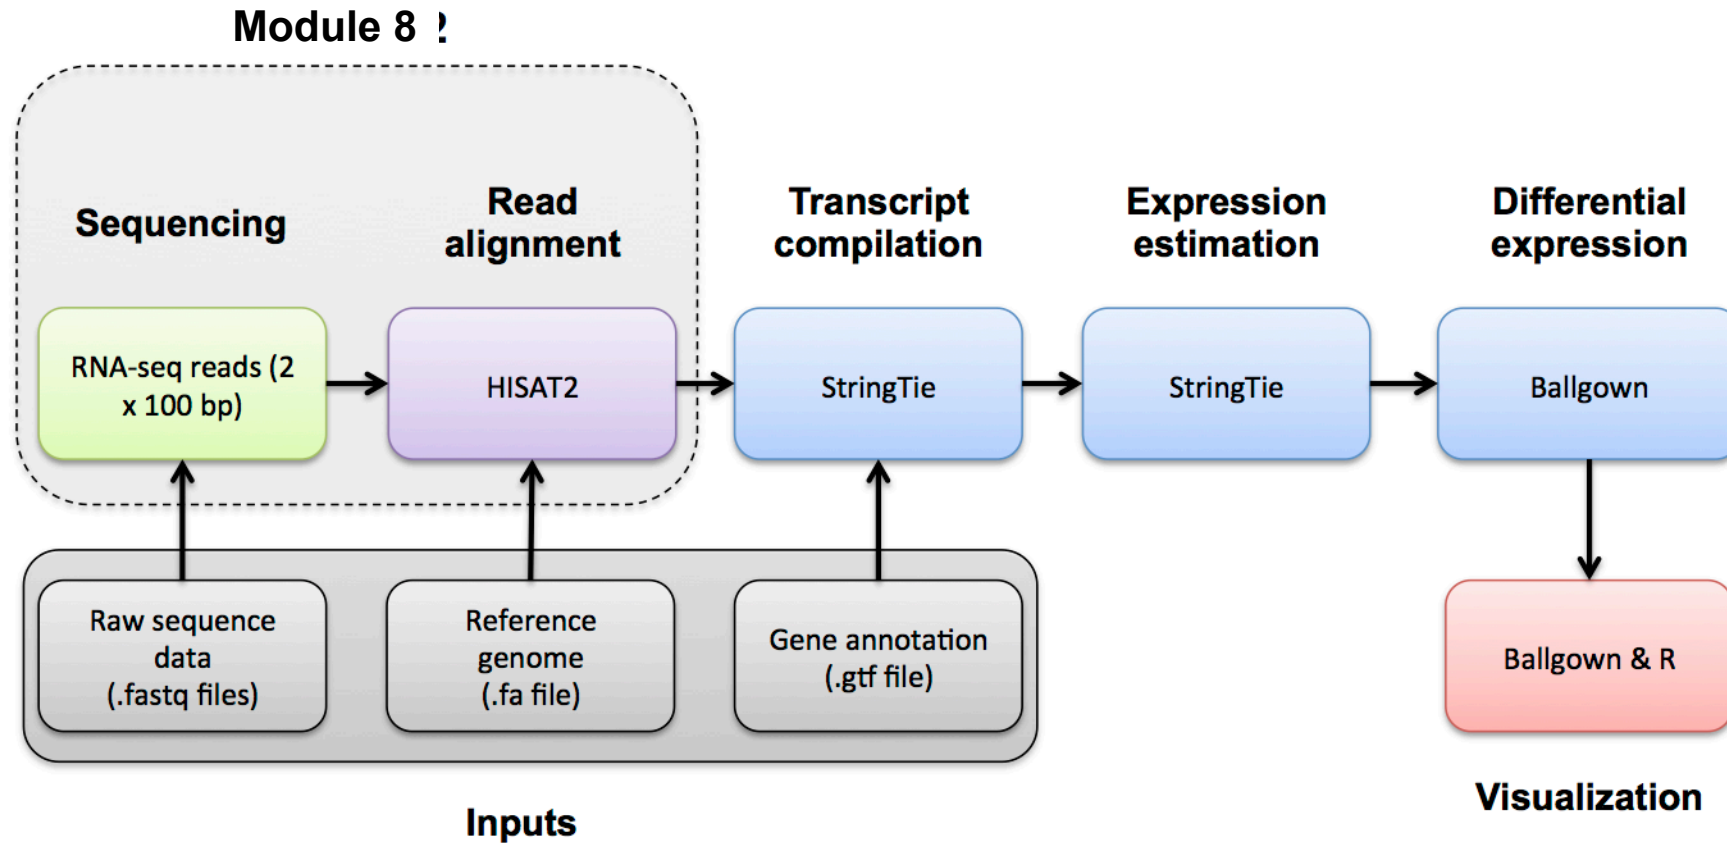 Module 8
Sequencing
Read
alignment
Transcript
compilation
Expression
estimation
Differential
expression
RNA-seq reads (2
x 100 bp)
HISAT2
StringTie
StringTie
Ballgown
Raw sequence
data
(.fastq files)
Reference
genome
(.fa file)
Gene annotation
(.gtf file)
Ballgown & R
Inputs
Visualization